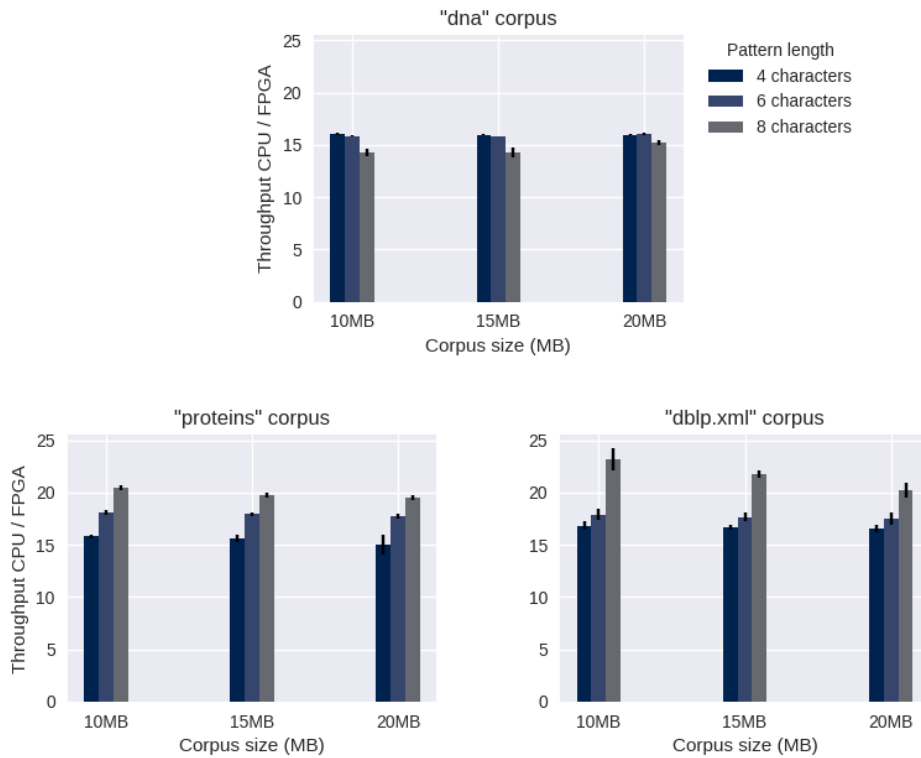 "dna" corpus
25
20
15
10
5
0
Throughput CPU / FPGA
10MB 15MB 20MB
Corpus size (MB)
Pattern length
4 characters
6 characters
8 characters
"proteins" corpus
25
20
15
10
5
0
Throughput CPU / FPGA
10MB 15MB 20MB
Corpus size (MB)
"dblp.xml" corpus
25
20
15
10
5
0
10MB 15MB 20MB
Corpus size (MB)